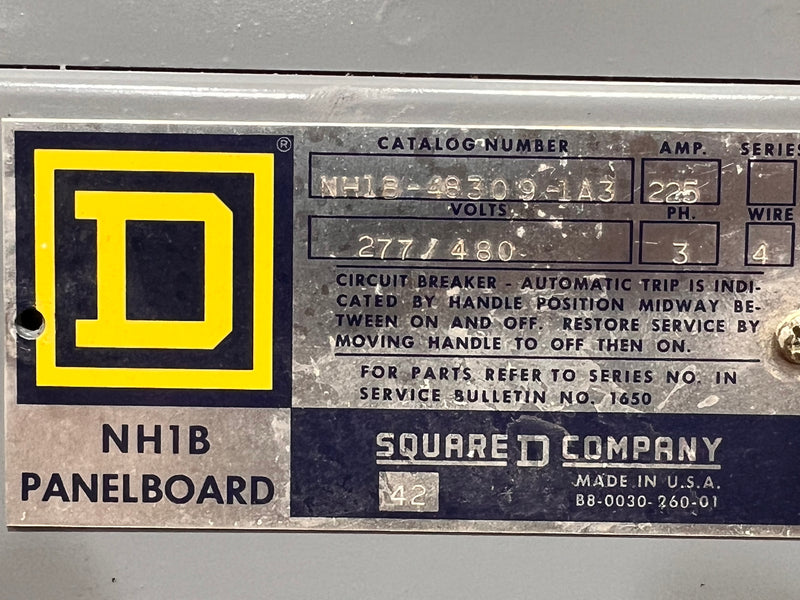 D ®
CATALOG NUMBER AMP. SERIES
NH1B-48309-1A3 225
VOLTS PH. WIRE
277/480 3 4
CIRCUIT BREAKER - AUTOMATIC TRIP IS INDI-
CATED BY HANDLE POSITION MIDWAY BE-
TWEEN ON AND OFF. RESTORE SERVICE BY
MOVING HANDLE TO OFF THEN ON.
FOR PARTS REFER TO SERIES NO. IN
SERVICE BULLETIN NO. 1650
NH1B
PANELBOARD
SQUARE D COMPANY
42
MADE IN U.S.A.
B8-0030-260-01